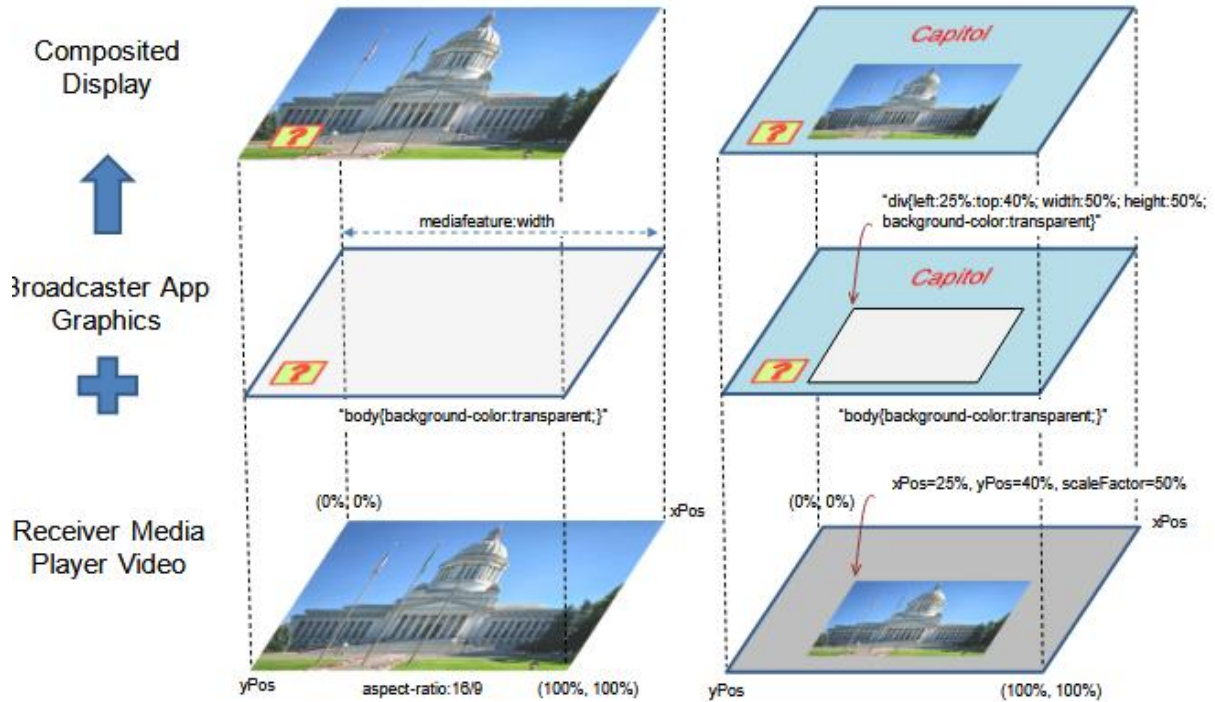 Composited
Display
Capitol
?
?
"div{left:25%:top:40%; width:50%; height:50%;
background-color:transparent}"
mediafeature:width
Broadcaster App
Graphics
Capitol
?
?
"body{background-color:transparent;}"
"body{background-color:transparent;}"
xPos=25%, yPos=40%, scaleFactor=50%
(0%, 0%)
(0%, 0%)
xPos
xPos
Receiver Media
Player Video
yPos
aspect-ratio:16/9
(100%, 100%)
yPos
(100%, 100%)